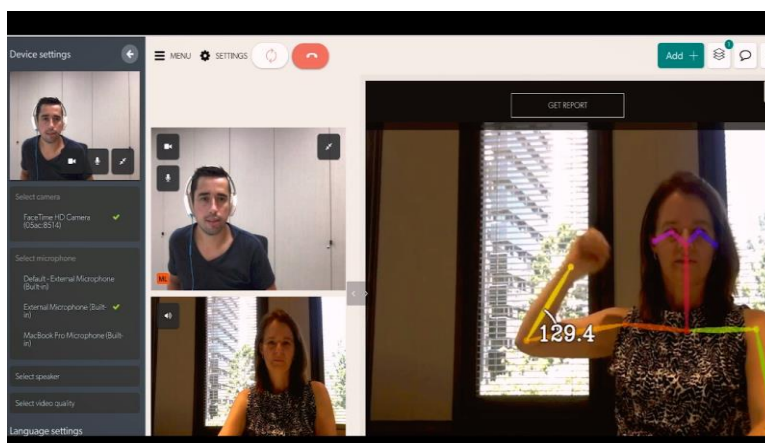 Device settings
MENU
SETTINGS
Add +
1
GET REPORT
Select camera
FaceTime HD Camera
(05ac:8514)
Select microphone
Default - External Microphone
(Built-in)
External Microphone (Built-
in)
MacBook Pro Microphone (Built-
in)
Select speaker
Select video quality
Language settings
ML
129.4